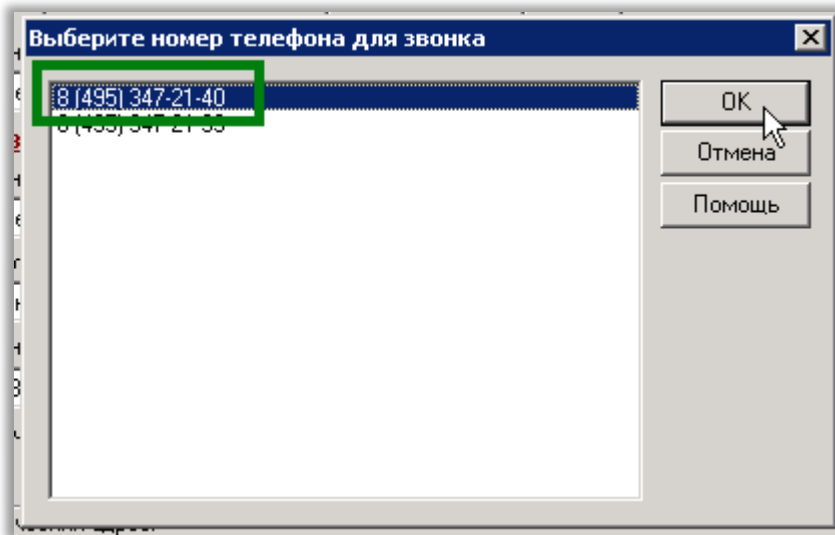 Выберите номер телефона для звонка
8 (495) 347-21-40
OK
Отмена
Помощь